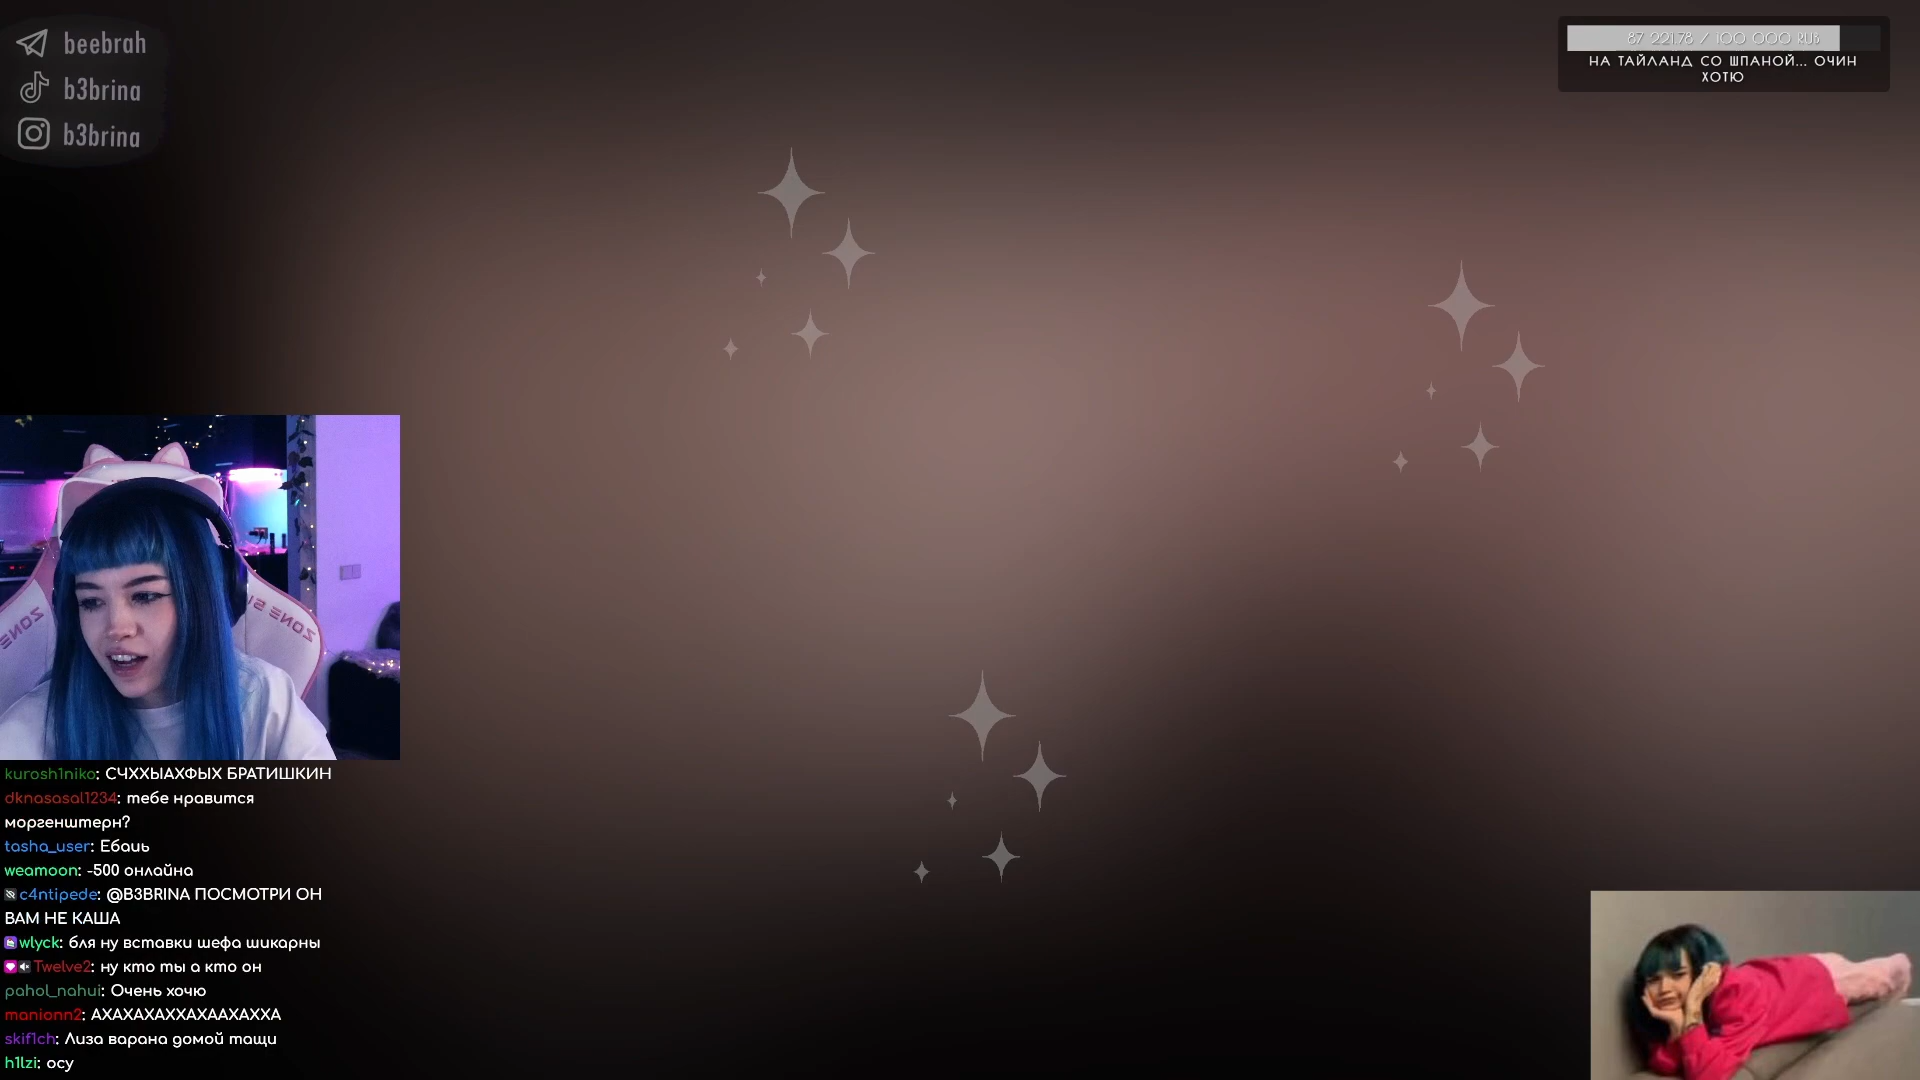 beebrah
b3brina
b3brina
87 221.78 / 100 000 RUB
НА ТАЙЛАНД СО ШПАНОЙ... ОЧИН
ХОТЮ
ZONE
ZONE
kurosh1niko: СЧХХЫАХФЫХ БРАТИШКИН
dknasasal1234: тебе нравится
моргенштерн?
tasha_user: Ебаиь
weamoon: -500 онлайна
c4ntipede: @B3BRINA ПОСМОТРИ ОН
ВАМ НЕ КАША
wlyck: бля ну вставки шефа шикарны
Twelve2: ну кто ты а кто он
pahol_nahui: Очень хочю
manionn2: АХАХАХАХХАХААХАХХА
skif1ch: Лиза варана домой тащи
h1lzi: осу